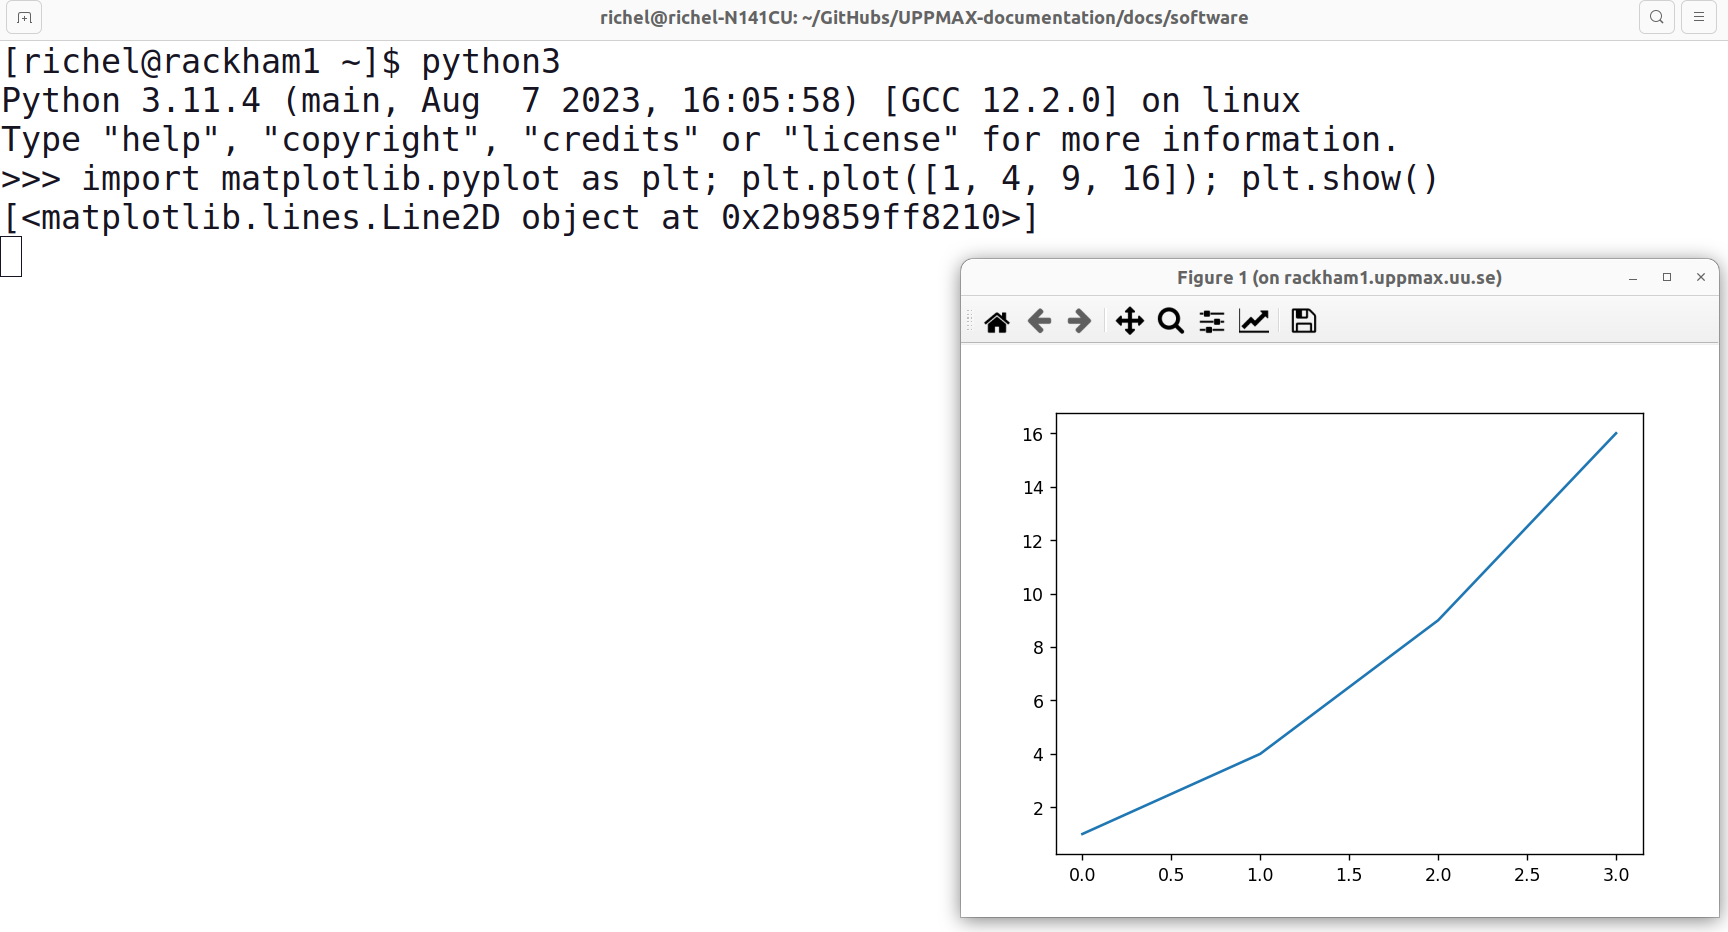 richel@richel-N141CU: ~/GitHubs/UPPMAX-documentation/docs/software
[richel@rackham1 ~]$ python3
Python 3.11.4 (main, Aug  7 2023, 16:05:58) [GCC 12.2.0] on linux
Type "help", "copyright", "credits" or "license" for more information.
>>> import matplotlib.pyplot as plt; plt.plot([1, 4, 9, 16]); plt.show()
[<matplotlib.lines.Line2D object at 0x2b9859ff8210>]
Figure 1 (on rackham1.uppmax.uu.se)
16
14
12
10
8
6
4
2
0.0 0.5 1.0 1.5 2.0 2.5 3.0